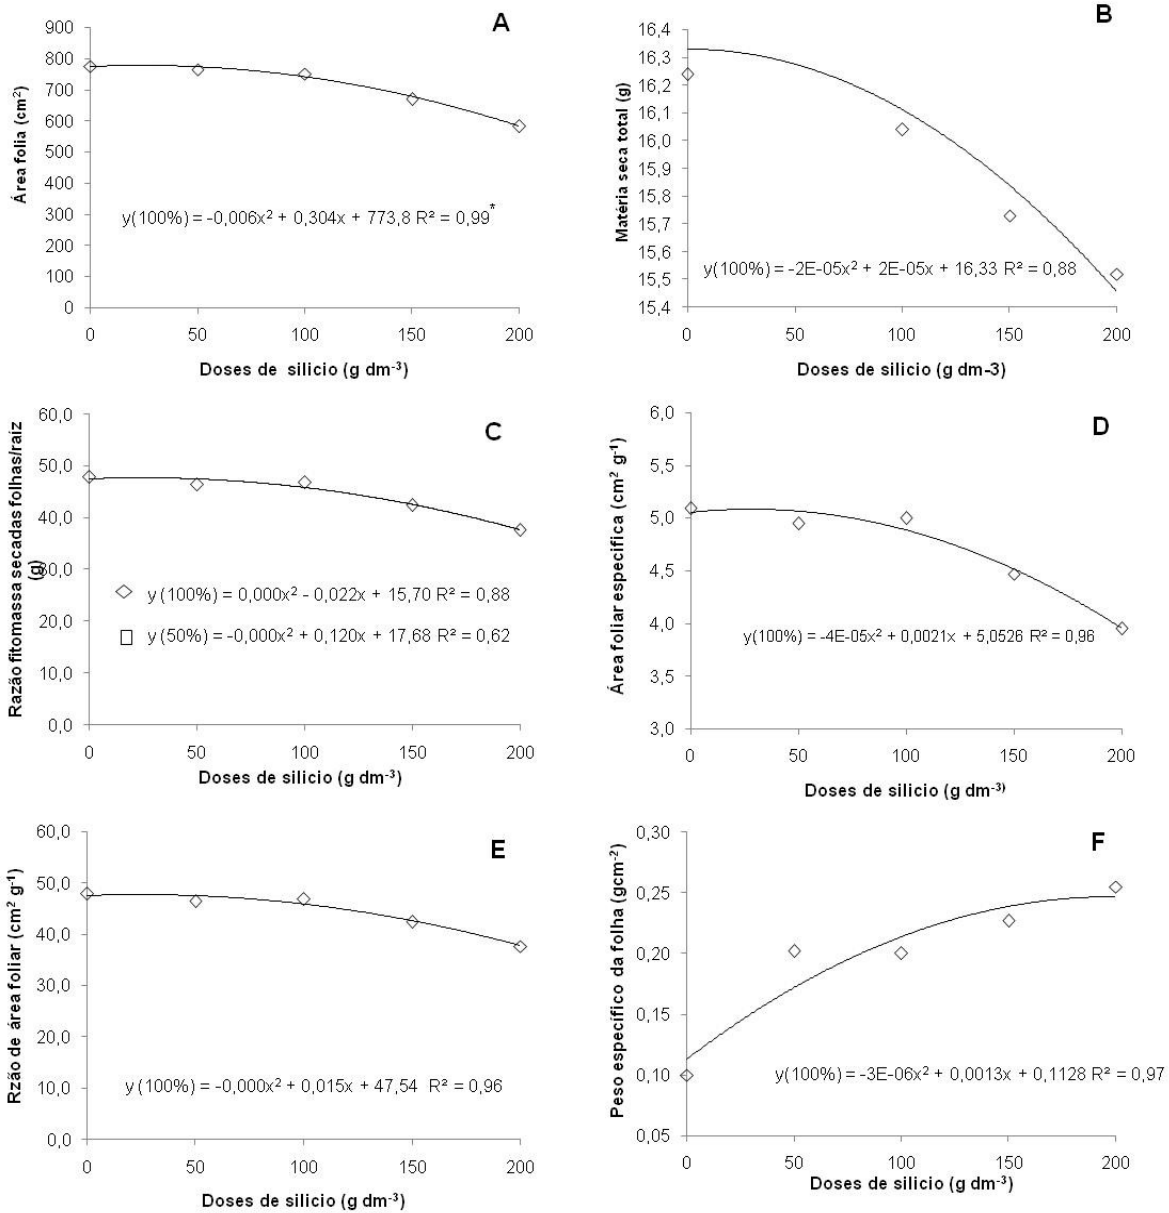 A
Área folia (cm²)
900
800
700
600
500
400
300
200
100
0
y(100%) = -0,006x² + 0,304x + 773,8 R² = 0,99*
0 50 100 150 200
Doses de silicio (g dm⁻³)
B
Matéria seca total (g)
16,4
16,3
16,2
16,1
16,0
15,9
15,8
15,7
15,6
15,5
15,4
y(100%) = -2E-05x² + 2E-05x + 16,33 R² = 0,88
0 50 100 150 200
Doses de silicio (g dm-3)
C
Razão fitomassa secadas folhas/raiz
(g)
60,0
50,0
40,0
30,0
20,0
10,0
0,0
y (100%) = 0,000x² - 0,022x + 15,70 R² = 0,88
y (50%) = -0,000x² + 0,120x + 17,68 R² = 0,62
0 50 100 150 200
Doses de silicio (g dm⁻³)
D
Área foliar especifica (cm² g⁻¹)
6,0
5,5
5,0
4,5
4,0
3,5
3,0
y(100%) = -4E-05x² + 0,0021x + 5,0526 R² = 0,96
0 50 100 150 200
Doses de silicio (g dm⁻³⁾
E
Rzão de área foliar (cm² g⁻¹)
60,0
50,0
40,0
30,0
20,0
10,0
0,0
y (100%) = -0,000x² + 0,015x + 47,54 R² = 0,96
0 50 100 150 200
Doses de silicio (g dm⁻³)
F
Peso específico da folha (gcm⁻²)
0,30
0,25
0,20
0,15
0,10
0,05
y(100%) = -3E-06x² + 0,0013x + 0,1128 R² = 0,97
0 50 100 150 200
Doses de silicio (g dm⁻³)